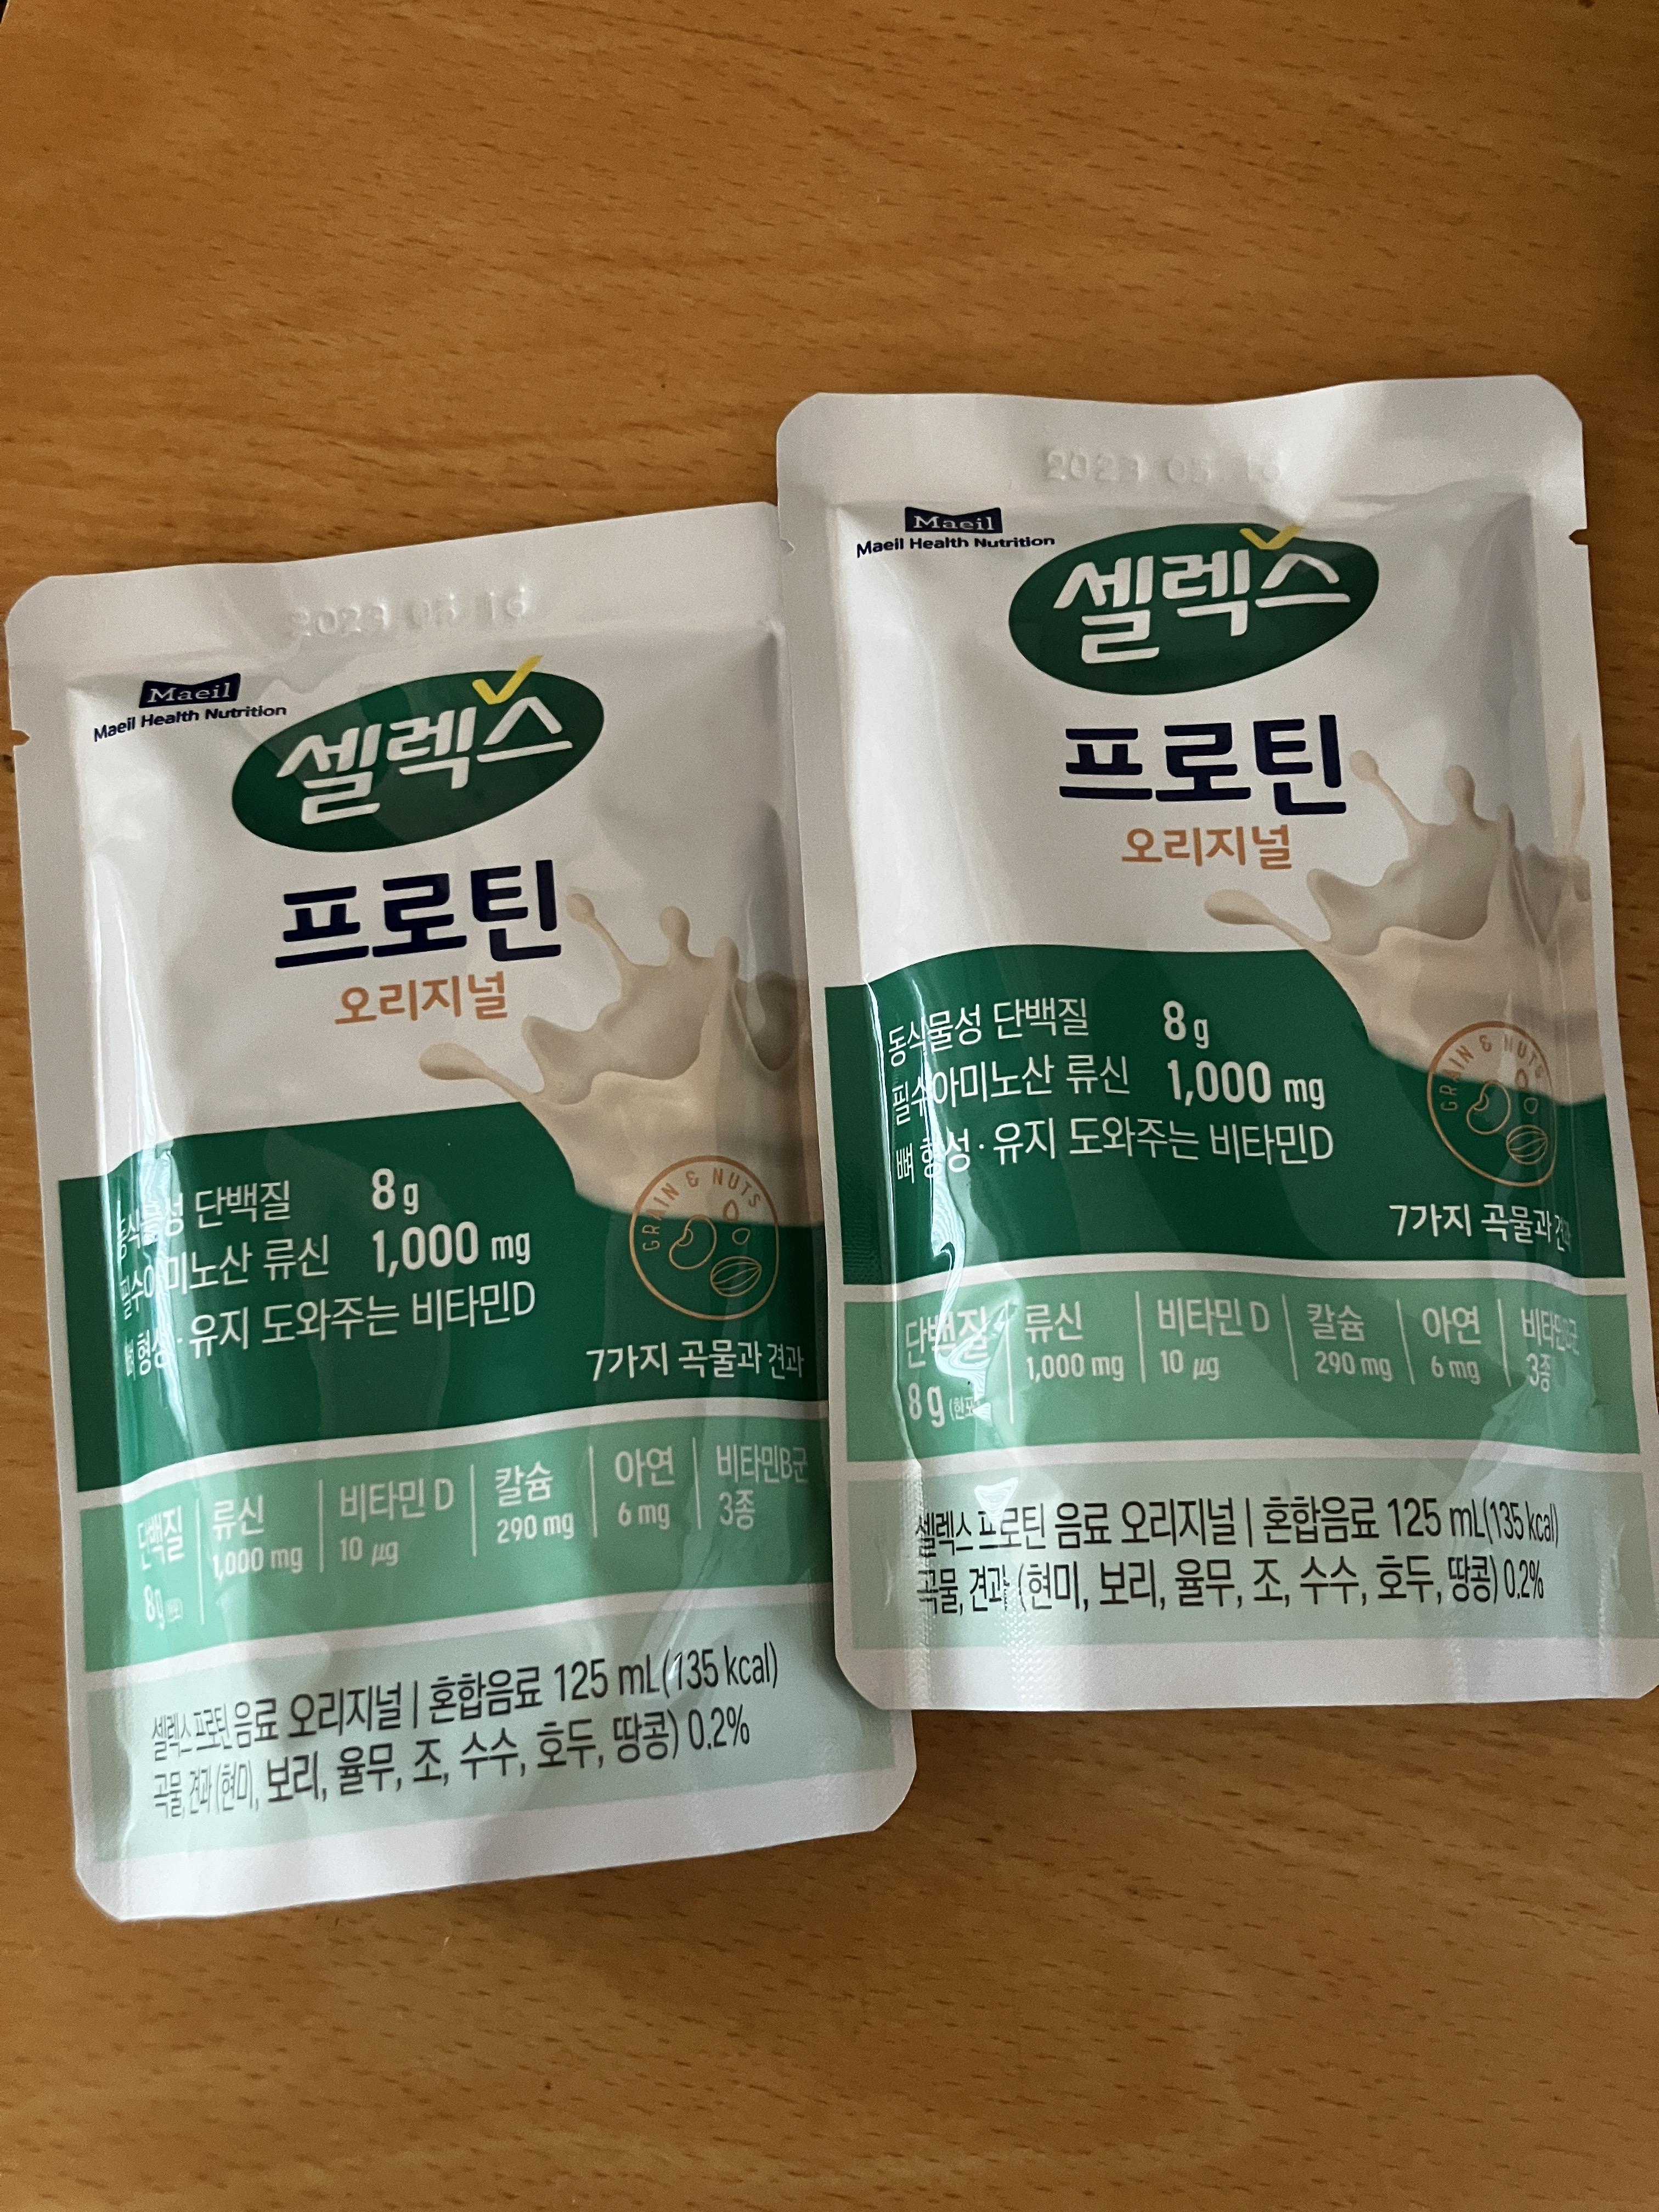 2023 05 16
Maeil
Maeil Health Nutrition
셀렉스
프로틴
오리지널
동식물성 단백질 8 g
필수아미노산 류신 1,000 mg
뼈 형성·유지 도와주는 비타민D
GRAIN & NUTS
7가지 곡물과 견과
단백질 8g
류신 1,000 mg
비타민 D 10 µg
칼슘 290 mg
아연 6 mg
비타민B군 3종
셀렉스 프로틴 음료 오리지널 | 혼합음료 125 mL(135 kcal)
곡물, 견과 (현미, 보리, 율무, 조, 수수, 호두, 땅콩) 0.2%
2023 05 16
Maeil
Maeil Health Nutrition
셀렉스
프로틴
오리지널
동식물성 단백질 8 g
필수아미노산 류신 1,000 mg
뼈 형성·유지 도와주는 비타민D
GRAIN & NUTS
7가지 곡물과 견과
단백질 8 g
류신 1,000 mg
비타민 D 10 µg
칼슘 290 mg
아연 6 mg
비타민B군 3종
셀렉스 프로틴 음료 오리지널 | 혼합음료 125 mL(135 kcal)
곡물, 견과 (현미, 보리, 율무, 조, 수수, 호두, 땅콩) 0.2%